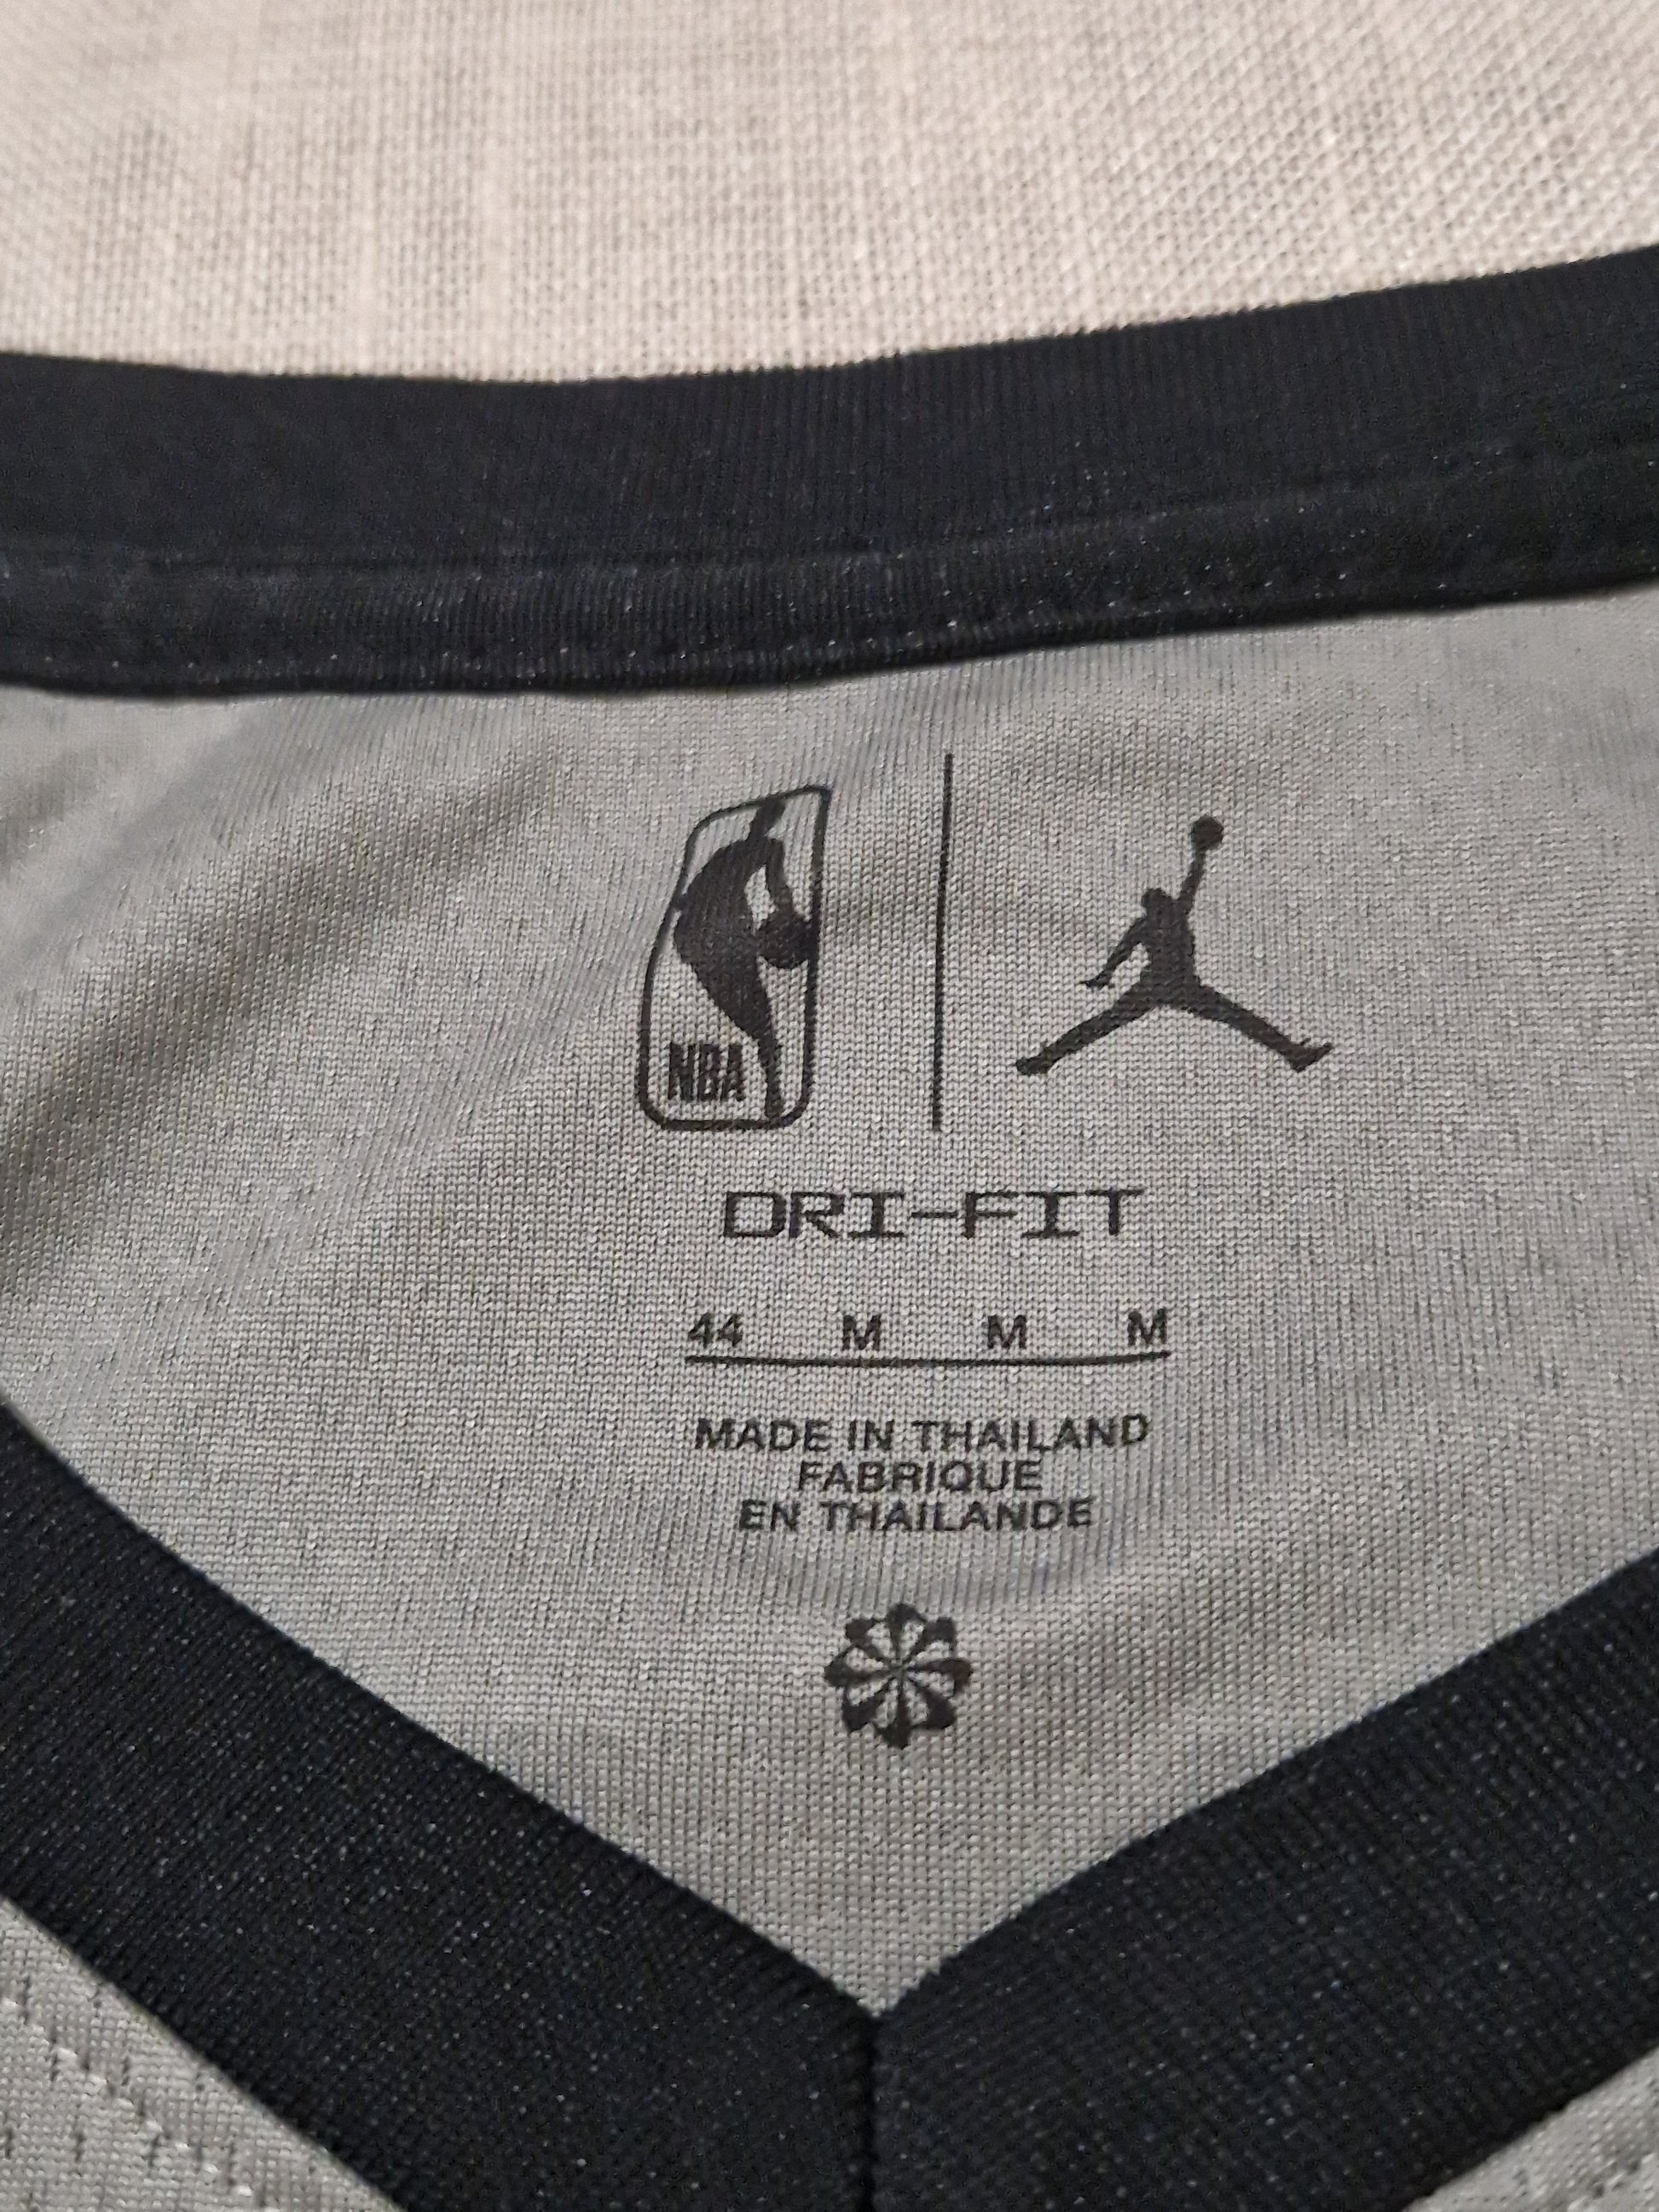 NBA
DRI-FIT
44 M M M
MADE IN THAILAND
FABRIQUE
EN THAILANDE